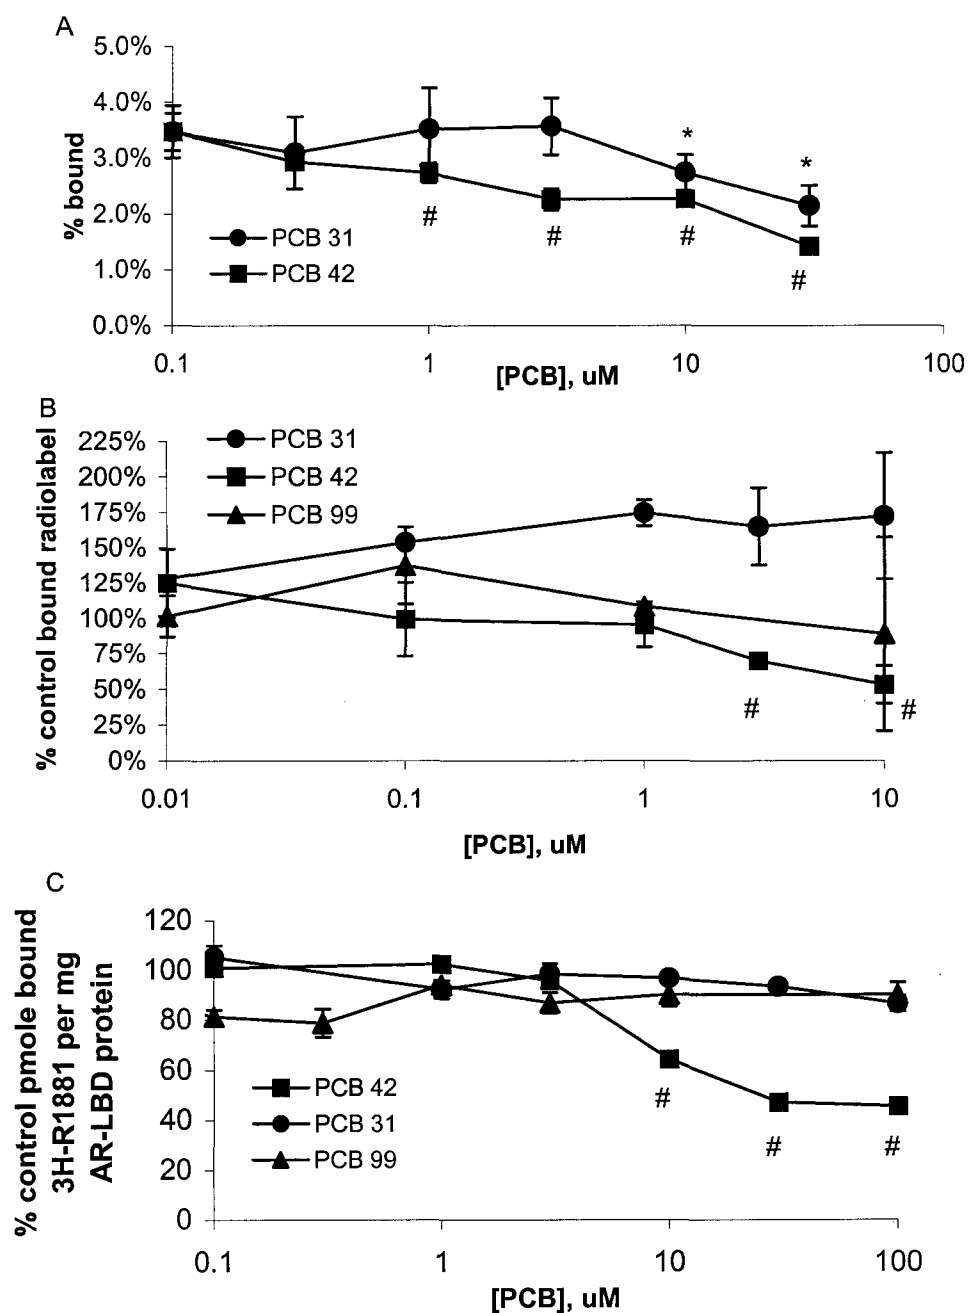 A
% bound
5.0%
4.0%
3.0%
2.0%
1.0%
0.0%
* *
# # # #
PCB 31
PCB 42
0.1 1 10 100
[PCB], uM
B
% control bound radiolabel
225%
200%
175%
150%
125%
100%
75%
50%
25%
0%
PCB 31
PCB 42
PCB 99
# #
0.01 0.1 1 10
[PCB], uM
C
% control pmole bound
3H-R1881 per mg
AR-LBD protein
120
100
80
60
40
20
0
PCB 42
PCB 31
PCB 99
# # #
0.1 1 10 100
[PCB], uM